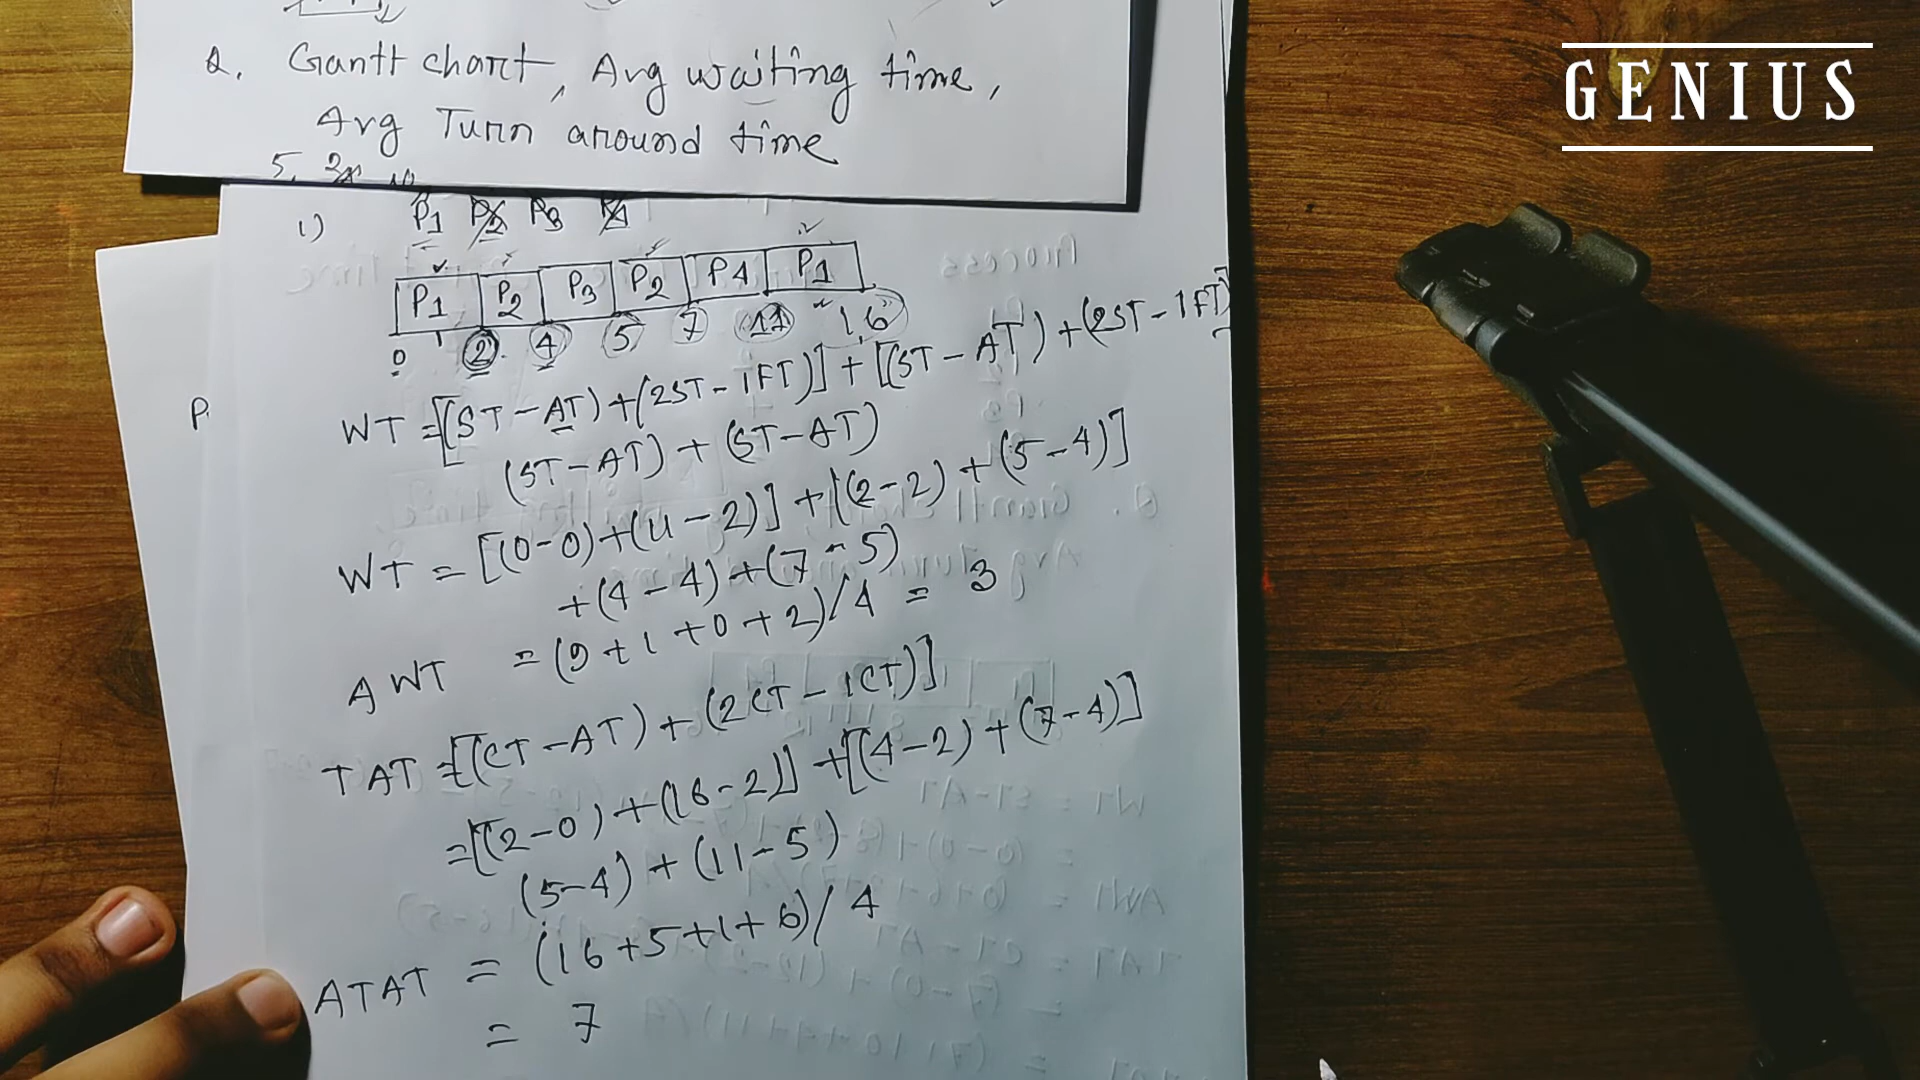 GENIUS
Q. Gantt chart, Avg waiting time,
Avg Turn around time
5,
i) P1 P2 P3 P4
P1 P2 P3 P2 P4 P1
0 2 4 5 7 11 16
WT = [(ST-AT)+(2ST-1FT)] + [(ST-AT)+(2ST-1FT)]
(ST-AT) + (ST-AT)
P.
WT = [(0-0)+(11-2)] + [(2-2)+(5-4)]
+(4-4)+(7-5)
AWT = (9+1+0+2)/4 = 3
TAT = [(CT-AT)+(2CT-1CT)]
=[(2-0)+(16-2)] +[(4-2)+(7-4)]
(5-4)+(11-5)
ATAT = (16+5+1+6)/4
= 7